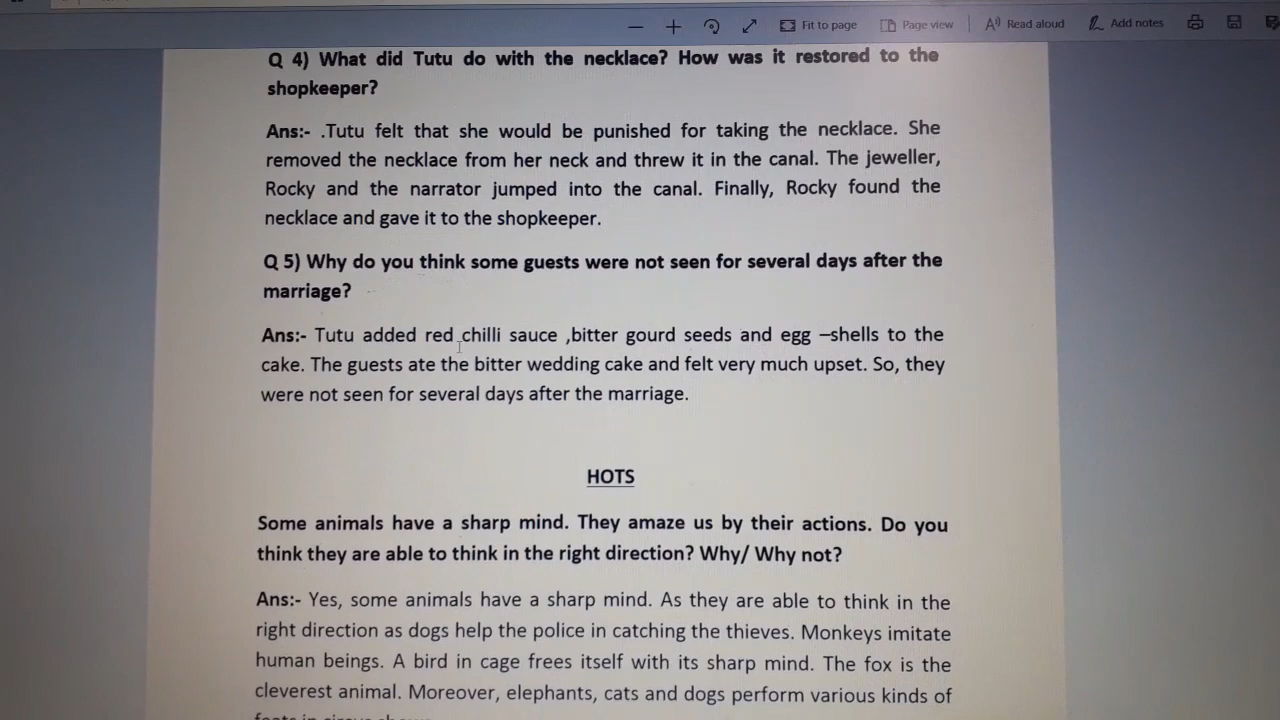 Fit to page
Page view
Read aloud
Add notes
Q 4) What did Tutu do with the necklace? How was it restored to the
shopkeeper?
Ans:- .Tutu felt that she would be punished for taking the necklace. She
removed the necklace from her neck and threw it in the canal. The jeweller,
Rocky and the narrator jumped into the canal. Finally, Rocky found the
necklace and gave it to the shopkeeper.
Q 5) Why do you think some guests were not seen for several days after the
marriage?
Ans:- Tutu added red chilli sauce ,bitter gourd seeds and egg –shells to the
cake. The guests ate the bitter wedding cake and felt very much upset. So, they
were not seen for several days after the marriage.
HOTS
Some animals have a sharp mind. They amaze us by their actions. Do you
think they are able to think in the right direction? Why/ Why not?
Ans:- Yes, some animals have a sharp mind. As they are able to think in the
right direction as dogs help the police in catching the thieves. Monkeys imitate
human beings. A bird in cage frees itself with its sharp mind. The fox is the
cleverest animal. Moreover, elephants, cats and dogs perform various kinds of